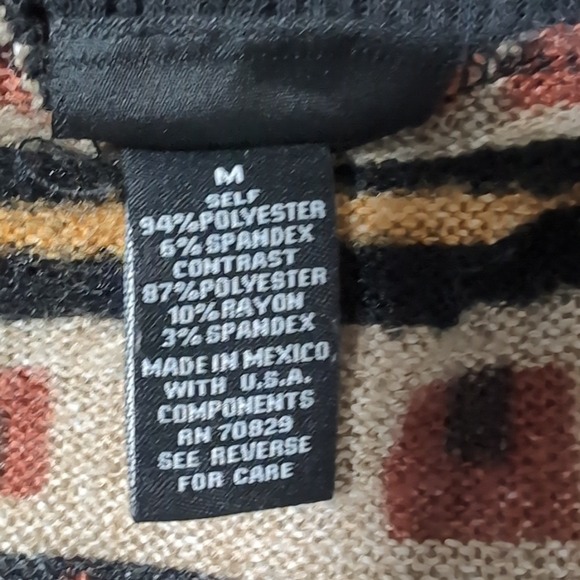 M
SELF
94%POLYESTER
6%SPANDEX
CONTRAST
87%POLYESTER
10%RAYON
3%SPANDEX
MADE IN MEXICO
WITH U.S.A.
COMPONENTS
RN 70829
SEE REVERSE
FOR CARE